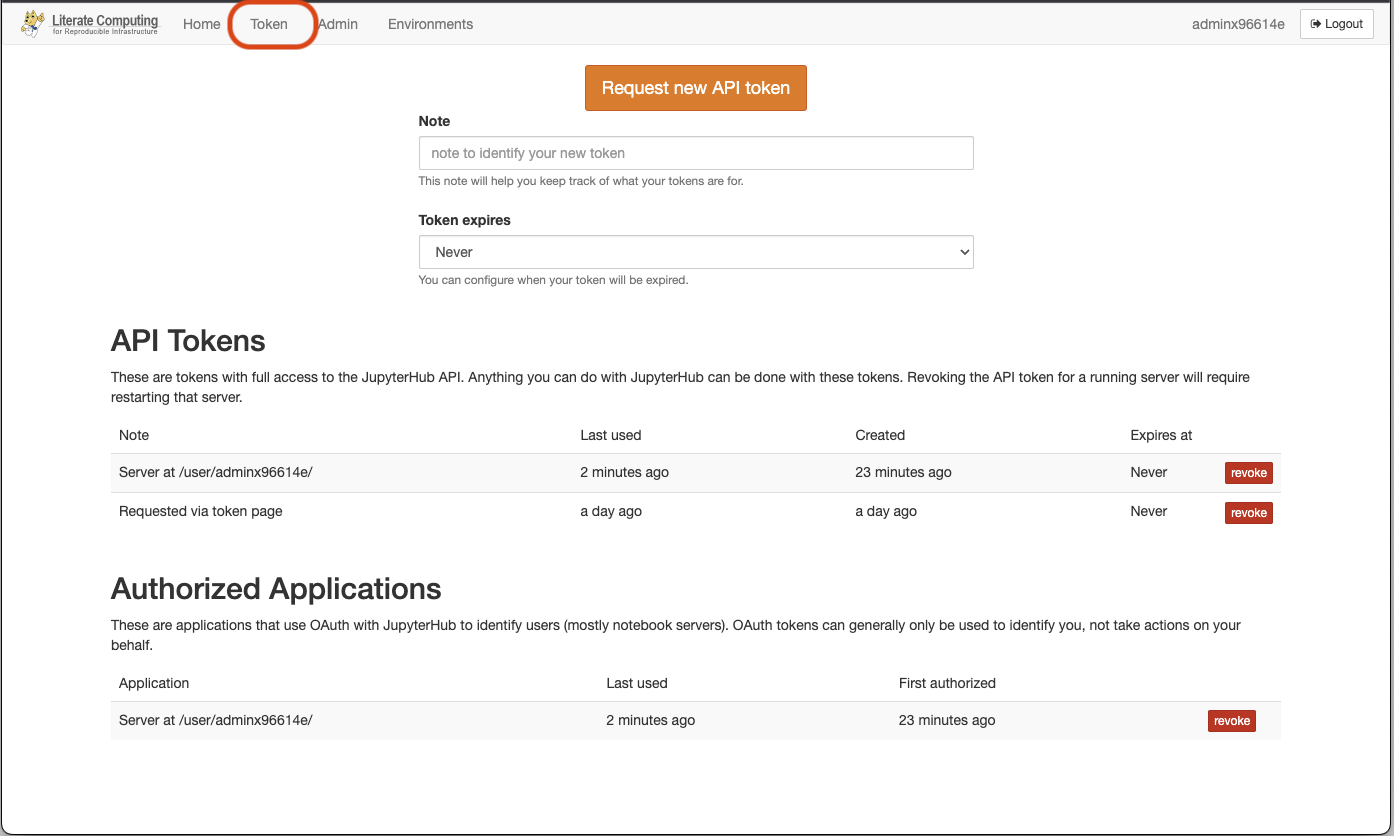 Literate Computing
for Reproducible Infrastructure
Home Token Admin Environments adminx96614e Logout
Request new API token
Note
note to identify your new token
This note will help you keep track of what your tokens are for.
Token expires
Never
You can configure when your token will be expired.
API Tokens
These are tokens with full access to the JupyterHub API. Anything you can do with JupyterHub can be done with these tokens. Revoking the API token for a running server will require
restarting that server.
Note Last used Created Expires at
Server at /user/adminx96614e/ 2 minutes ago 23 minutes ago Never revoke
Requested via token page a day ago a day ago Never revoke
Authorized Applications
These are applications that use OAuth with JupyterHub to identify users (mostly notebook servers). OAuth tokens can generally only be used to identify you, not take actions on your
behalf.
Application Last used First authorized
Server at /user/adminx96614e/ 2 minutes ago 23 minutes ago revoke